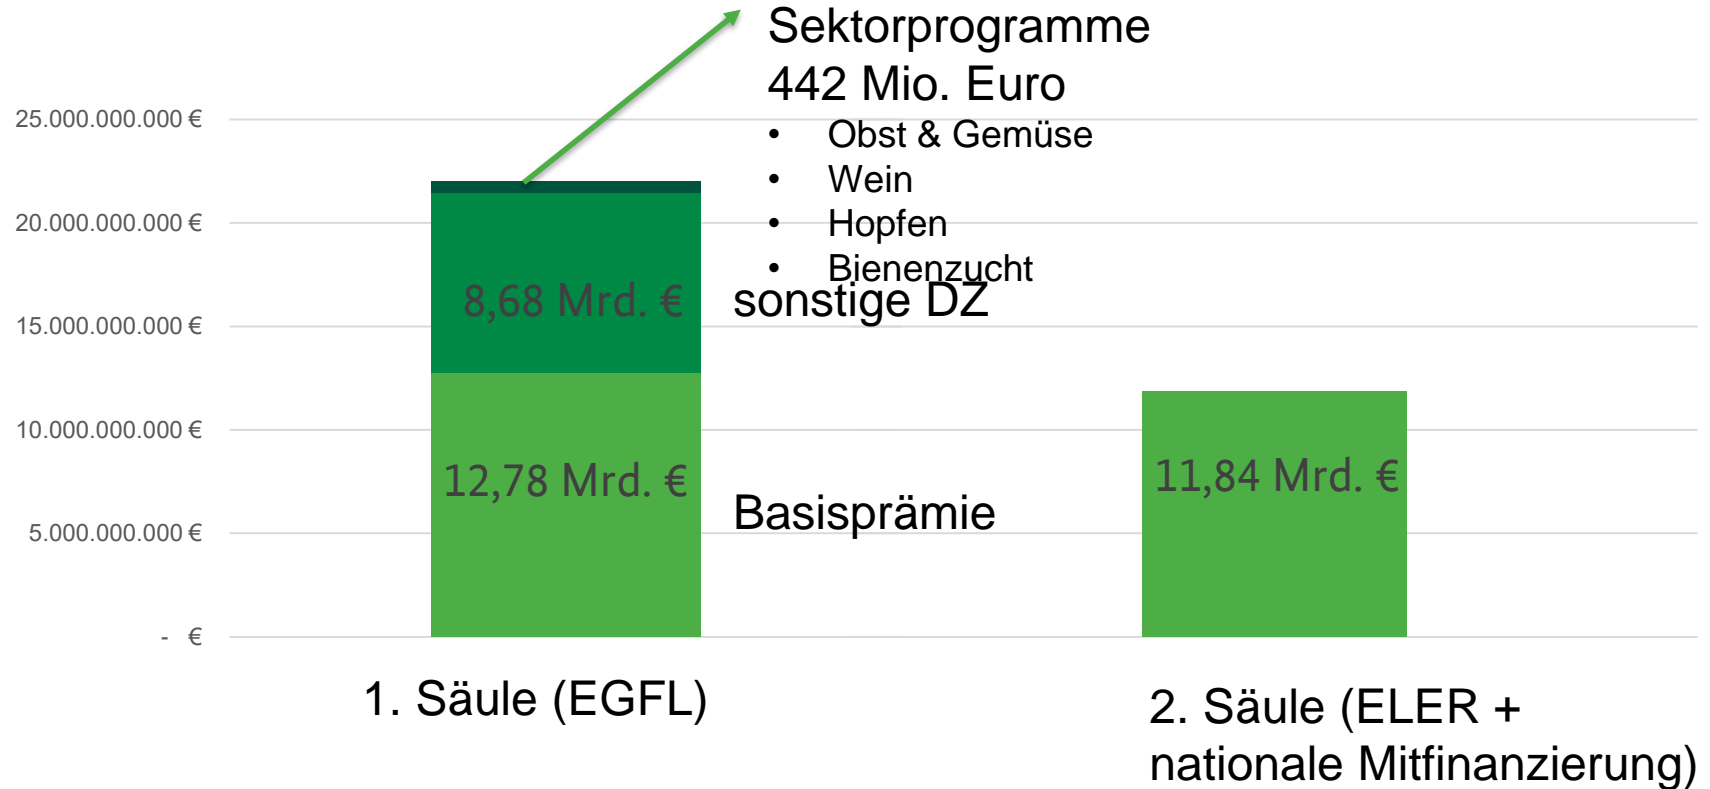 Sektorprogramme
442 Mio. Euro
• Obst & Gemüse
• Wein
• Hopfen
• Bienenzucht
25.000.000.000 €
20.000.000.000 €
15.000.000.000 €
10.000.000.000 €
5.000.000.000 €
- €
8,68 Mrd. €
sonstige DZ
12,78 Mrd. €
Basisprämie
11,84 Mrd. €
1. Säule (EGFL)
2. Säule (ELER +
nationale Mitfinanzierung)